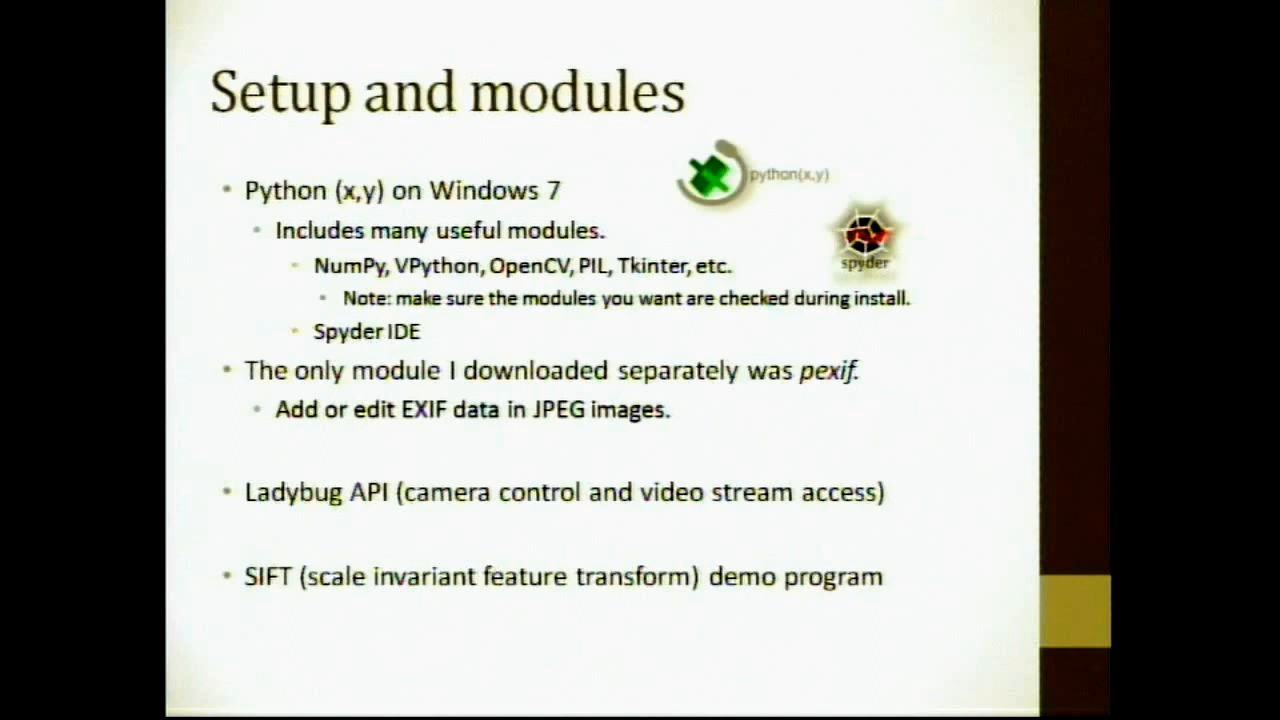 Setup and modules
python(x,y)
• Python (x,y) on Windows 7
• Includes many useful modules.
spyder
• NumPy, VPython, OpenCV, PIL, Tkinter, etc.
• Note: make sure the modules you want are checked during install.
• Spyder IDE
• The only module I downloaded separately was pexif.
• Add or edit EXIF data in JPEG images.
• Ladybug API (camera control and video stream access)
• SIFT (scale invariant feature transform) demo program